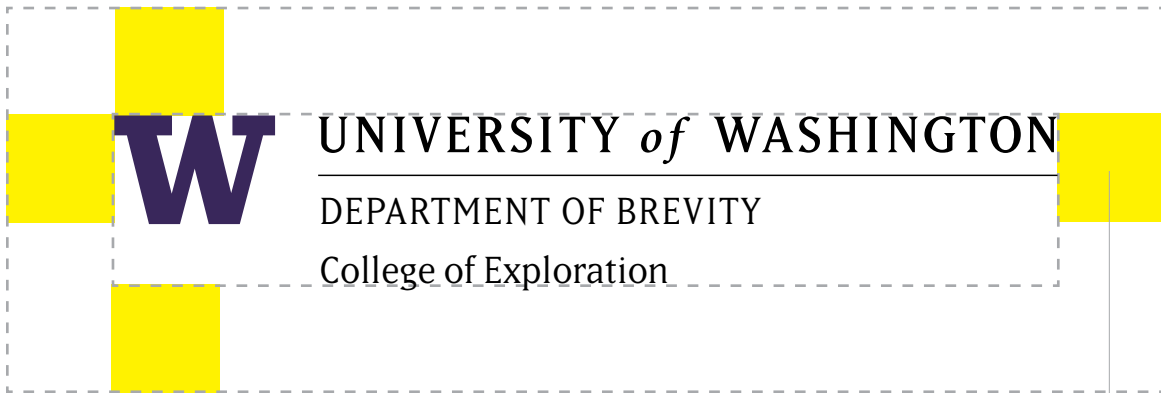 W
UNIVERSITY of WASHINGTON
DEPARTMENT OF BREVITY
College of Exploration